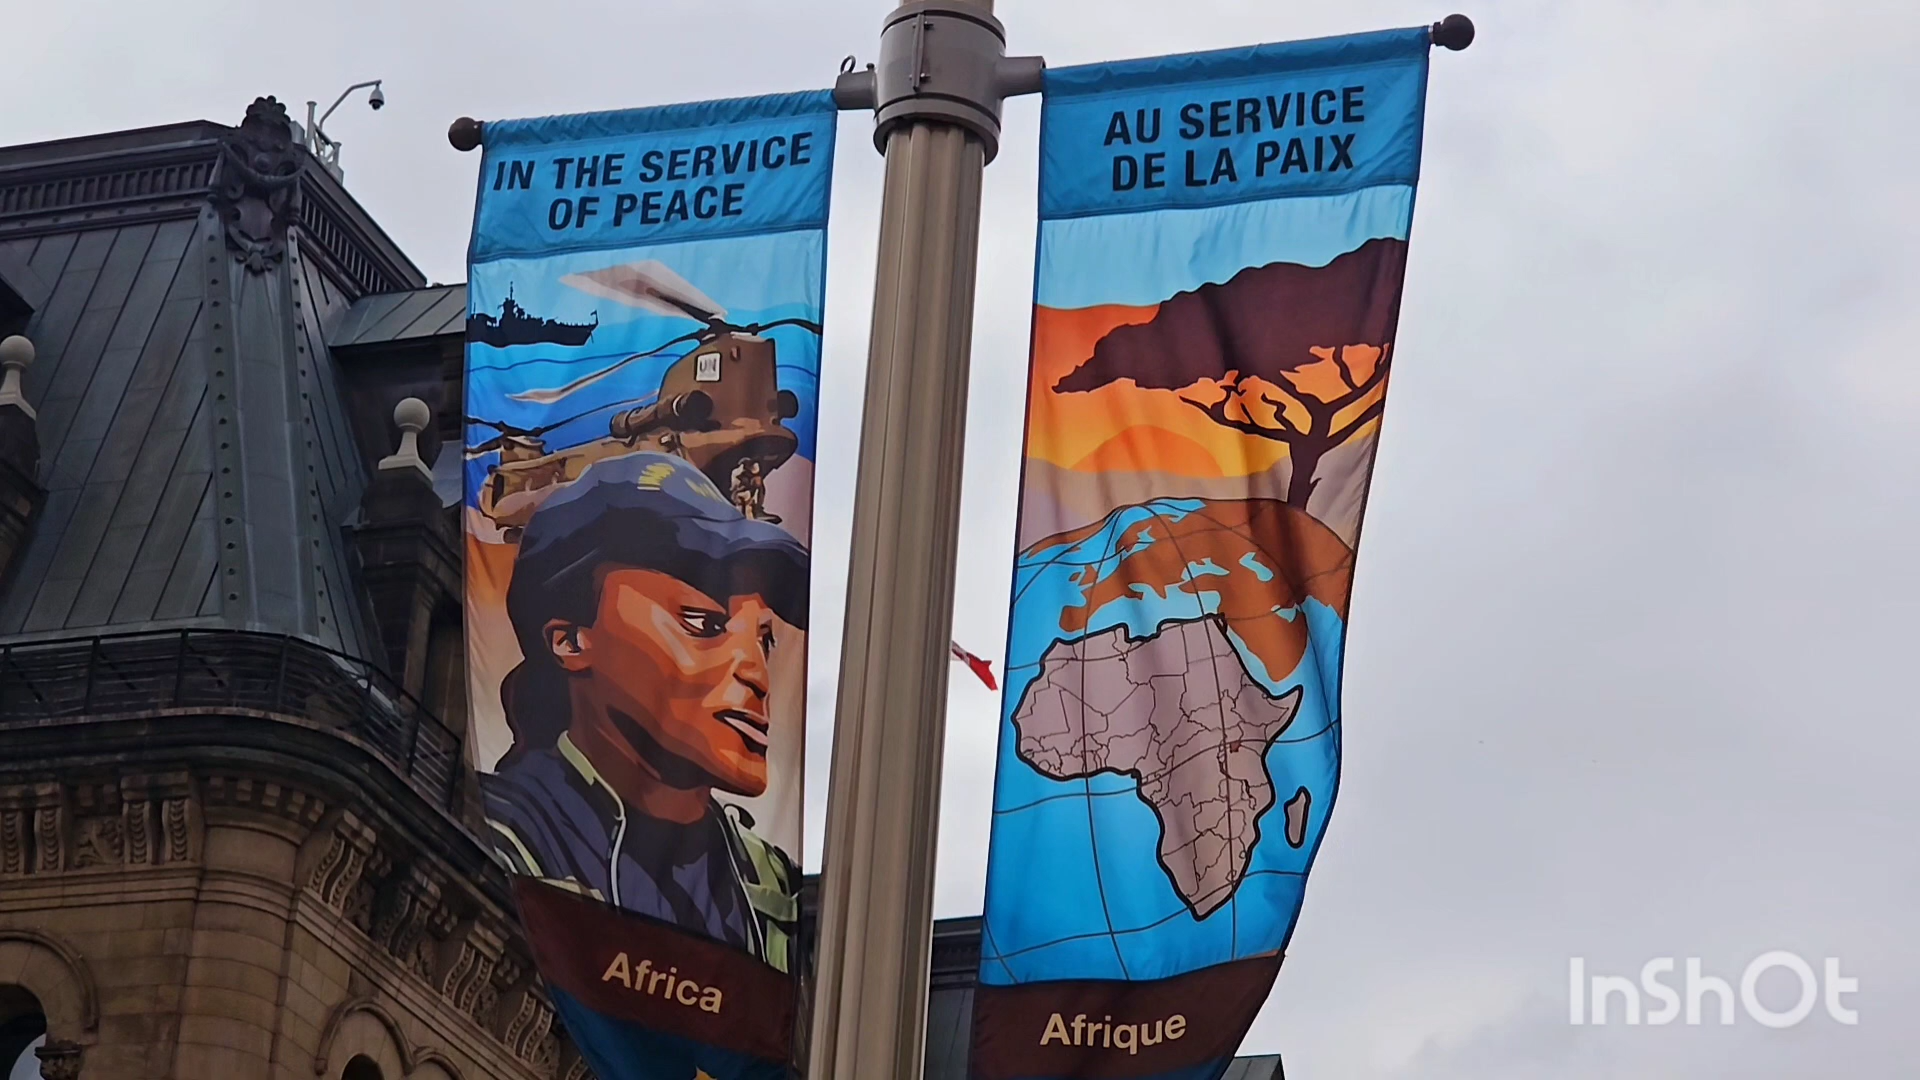 IN THE SERVICE
OF PEACE
UN
Africa
AU SERVICE
DE LA PAIX
Afrique
InShOt